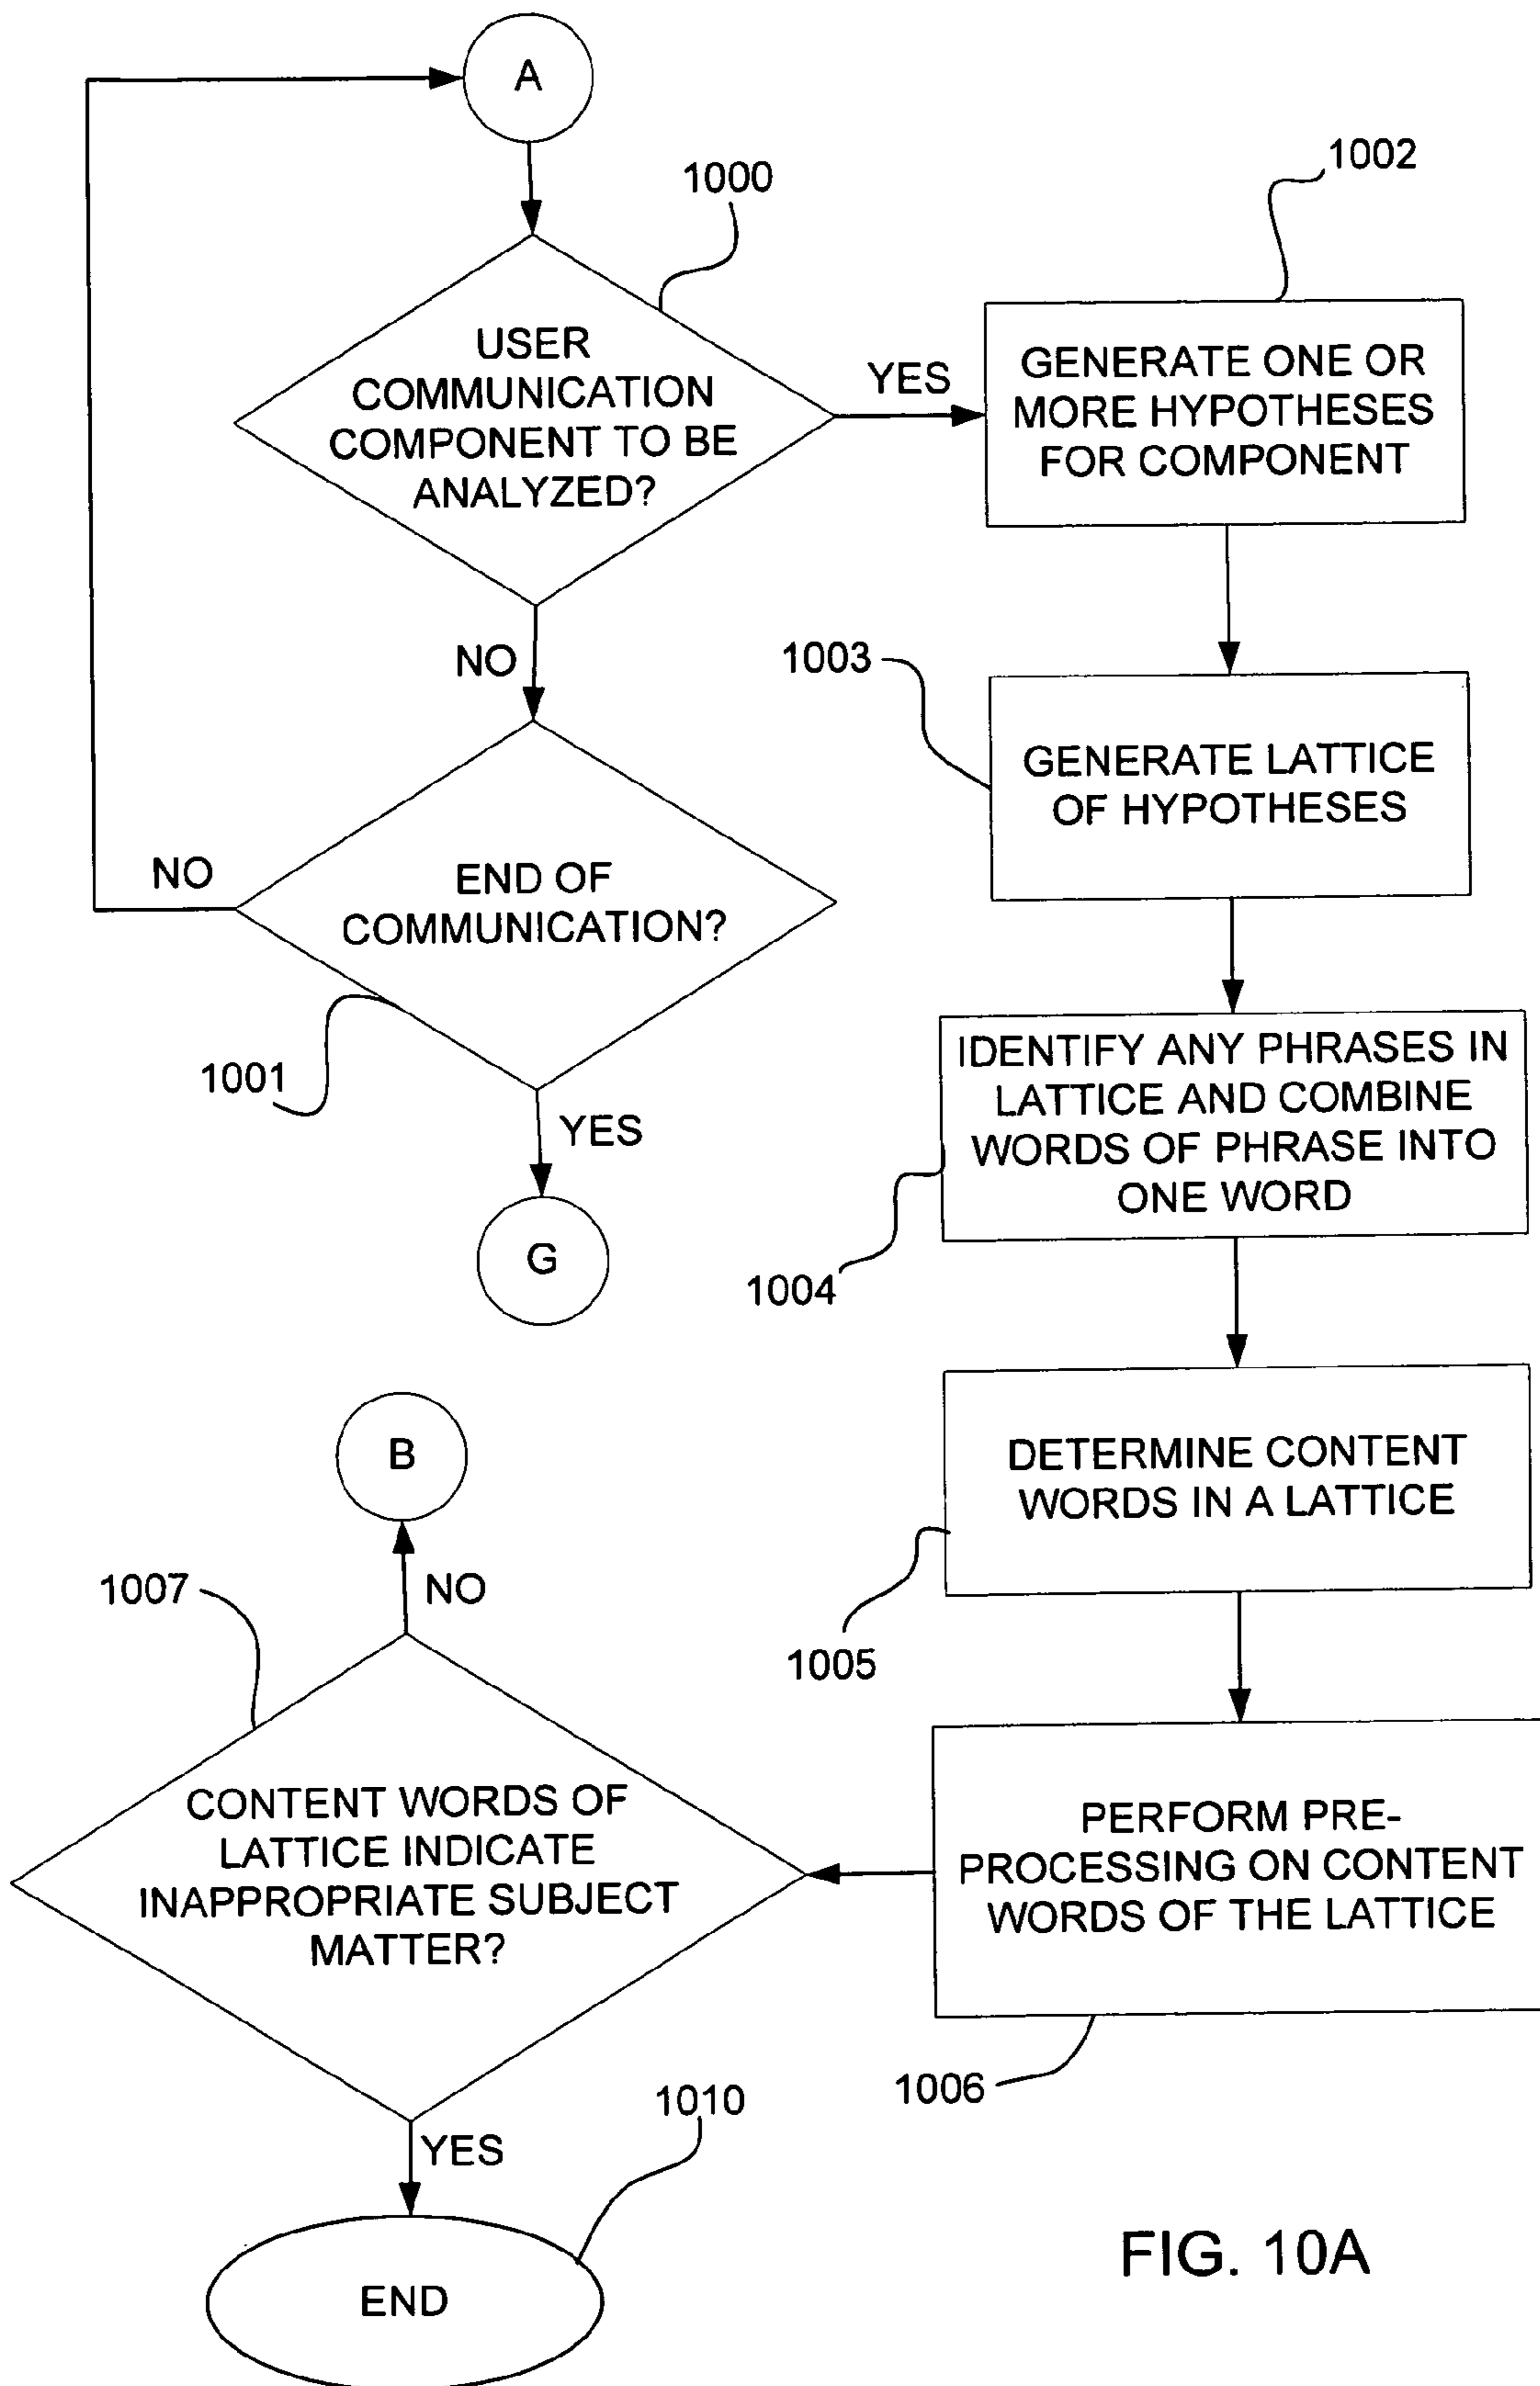 A
1000
USER
COMMUNICATION
COMPONENT TO BE
ANALYZED?
YES
1002
GENERATE ONE OR
MORE HYPOTHESES
FOR COMPONENT
NO
1003
GENERATE LATTICE
OF HYPOTHESES
NO
END OF
COMMUNICATION?
1001
YES
G
IDENTIFY ANY PHRASES IN
LATTICE AND COMBINE
WORDS OF PHRASE INTO
ONE WORD
1004
DETERMINE CONTENT
WORDS IN A LATTICE
1005
PERFORM PRE-
PROCESSING ON CONTENT
WORDS OF THE LATTICE
1006
B
NO
1007
CONTENT WORDS OF
LATTICE INDICATE
INAPPROPRIATE SUBJECT
MATTER?
YES
1010
END
FIG. 10A